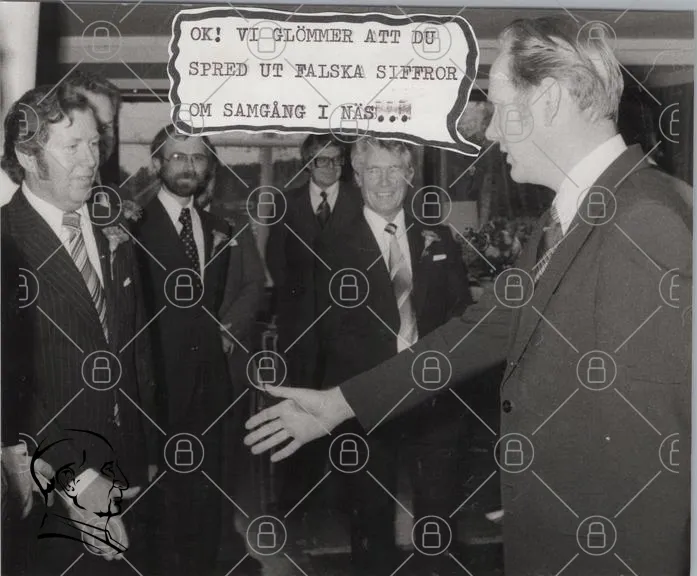 OK! VI GLÖMMER ATT DU
SPRED UT FALSKA SIFFROR
OM SAMGÅNG I NÄS...